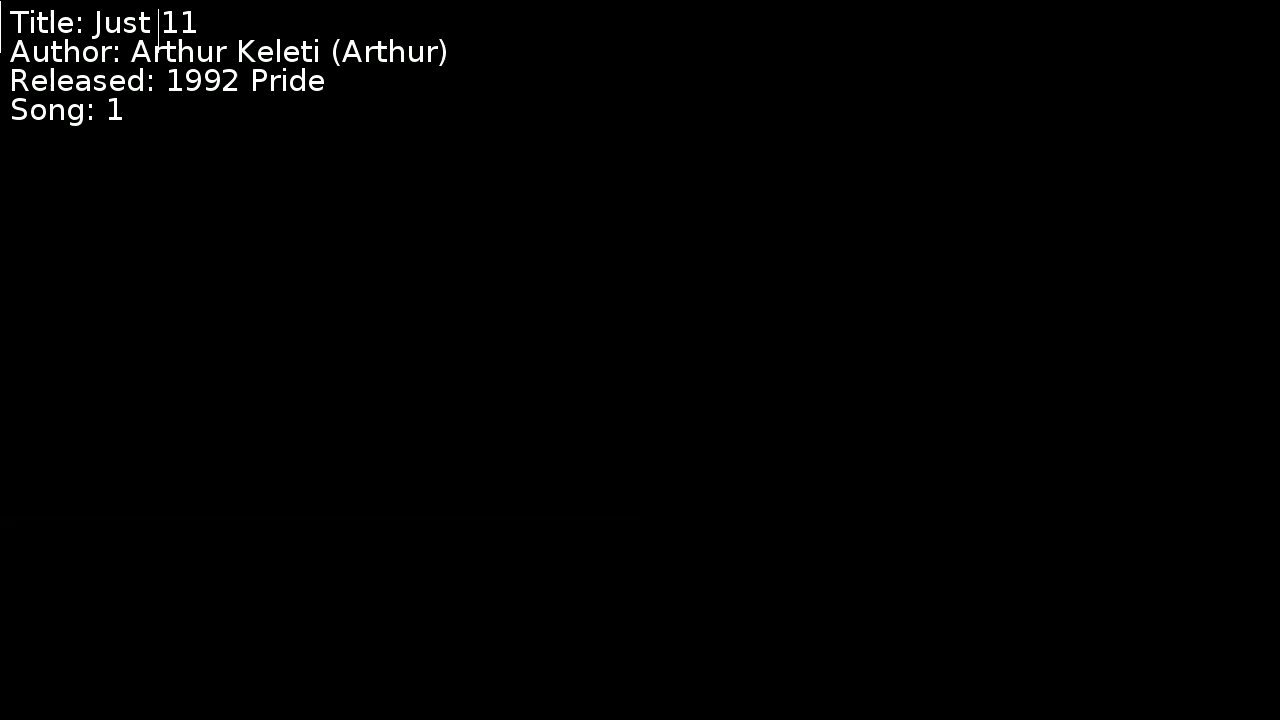 Title: Just 11
Author: Arthur Keleti (Arthur)
Released: 1992 Pride
Song: 1